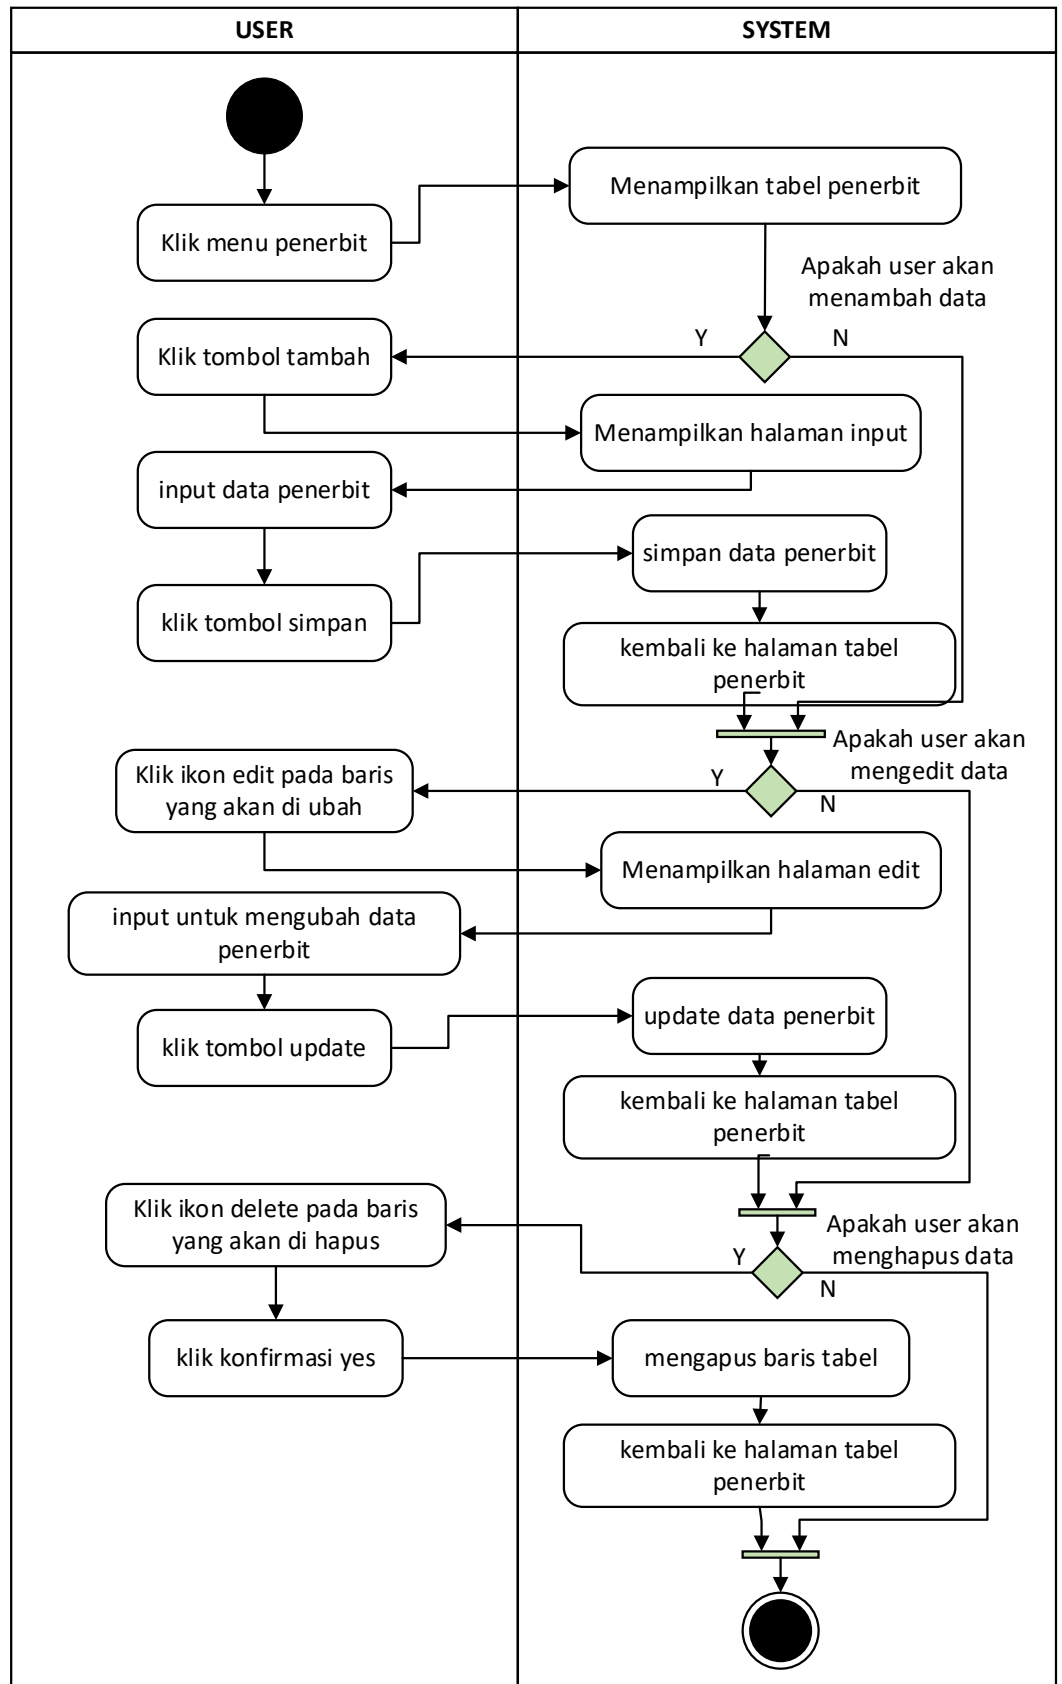 USER
SYSTEM
Menampilkan tabel penerbit
Klik menu penerbit
Apakah user akan
menambah data
Y
N
Klik tombol tambah
Menampilkan halaman input
input data penerbit
simpan data penerbit
klik tombol simpan
kembali ke halaman tabel
penerbit
Apakah user akan
mengedit data
Y
N
Klik ikon edit pada baris
yang akan di ubah
Menampilkan halaman edit
input untuk mengubah data
penerbit
update data penerbit
klik tombol update
kembali ke halaman tabel
penerbit
Klik ikon delete pada baris
yang akan di hapus
Apakah user akan
menghapus data
Y
N
klik konfirmasi yes
mengapus baris tabel
kembali ke halaman tabel
penerbit